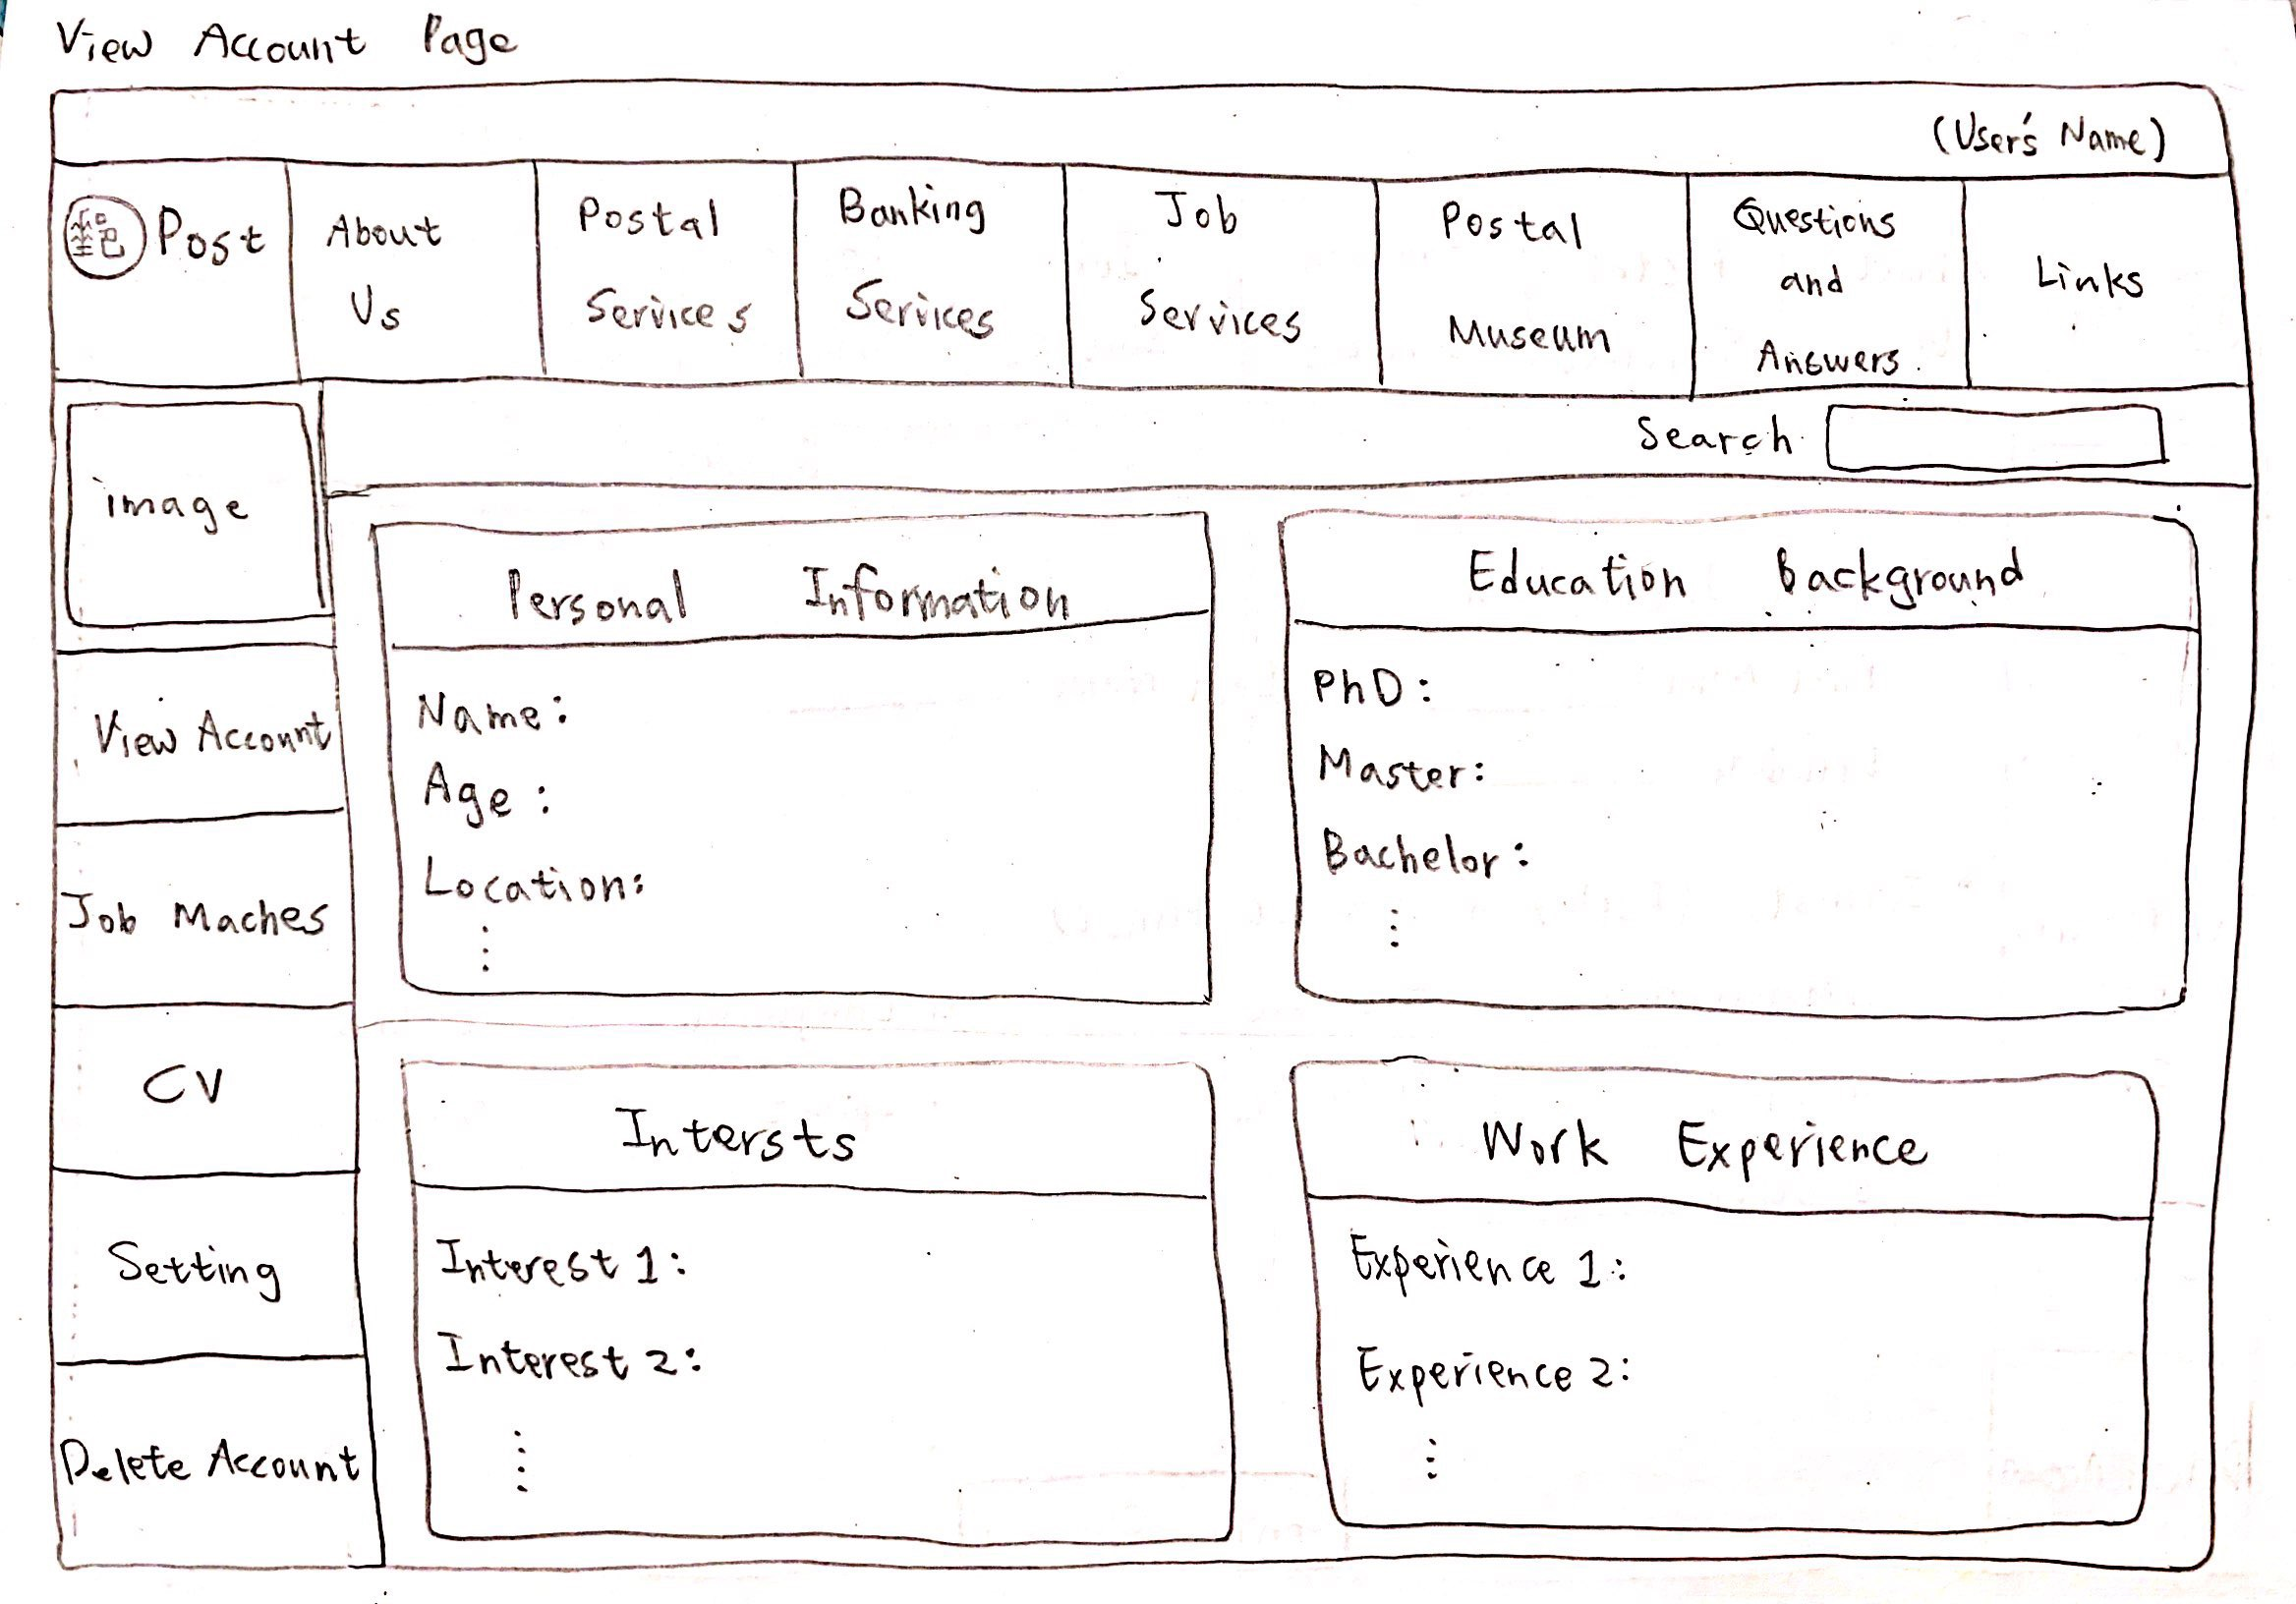 View Account Page
(User's Name)
Post
About
Us
Postal
Services
Banking
Services
Job
Services
Postal
Museum
Questions
and
Answers
Links
Search
image
View Account
Job Maches
CV
Setting
Delete Account
Personal Information
Name:
Age:
Location:
Education Background
PhD:
Master:
Bachelor:
Intersts
Interest 1:
Interest 2:
Work Experience
Experience 1:
Experience 2: